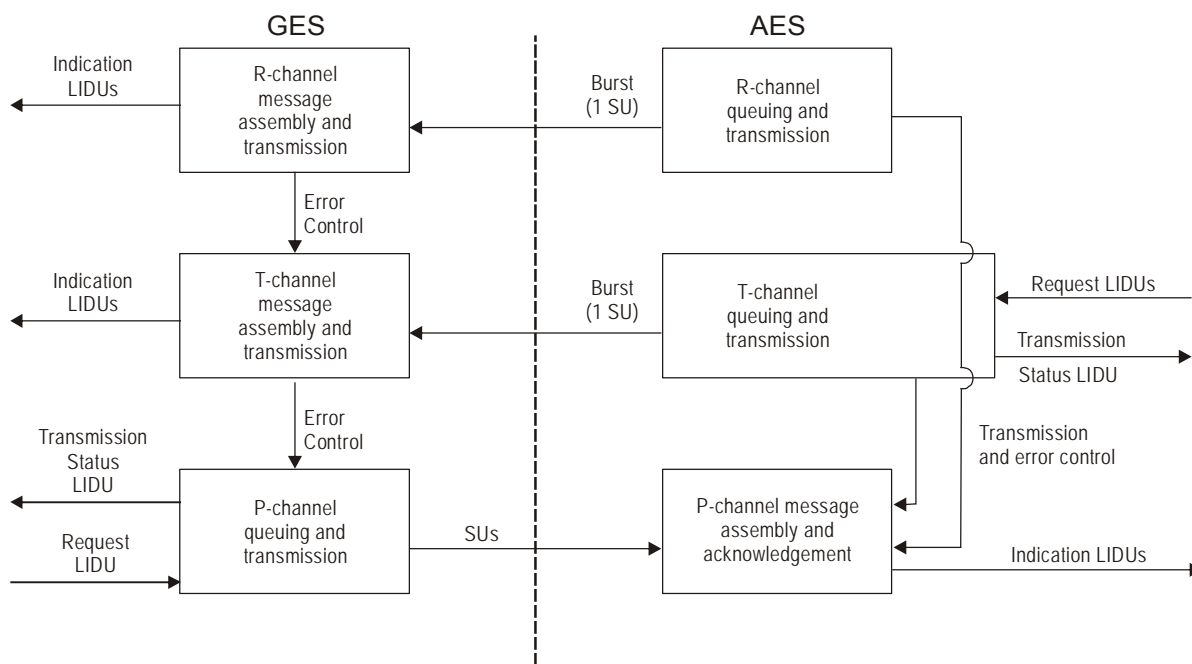 GES
AES
Indication
LIDUs
R-channel
message
assembly and
transmission
Burst
(1 SU)
R-channel
queuing and
transmission
Error
Control
Indication
LIDUs
T-channel
message
assembly and
transmission
Burst
(1 SU)
T-channel
queuing and
transmission
Request LIDUs
Transmission
Status LIDU
Error
Control
Transmission
and error control
Transmission
Status
LIDU
Request
LIDU
P-channel
queuing and
transmission
SUs
P-channel message
assembly and
acknowledgement
Indication LIDUs